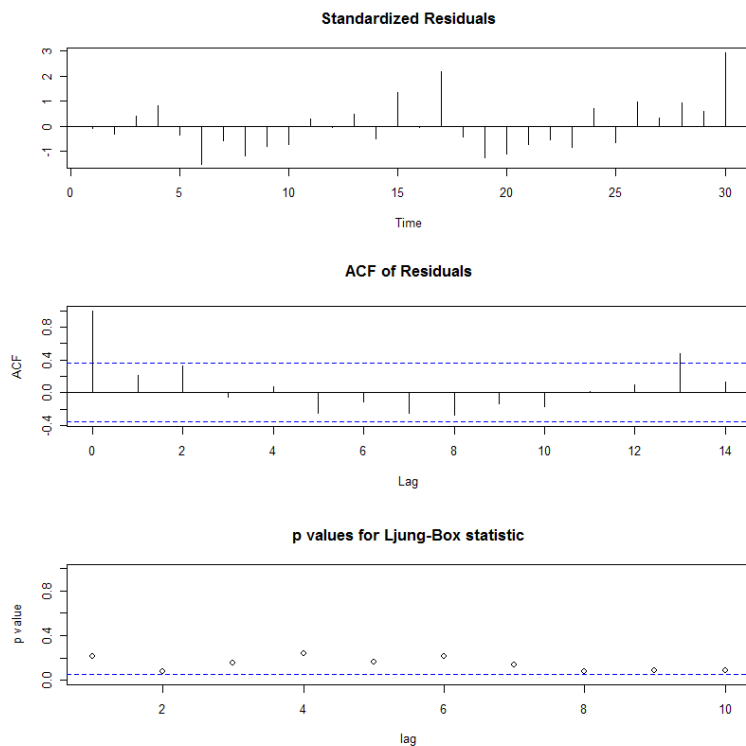 Standardized Residuals
3
2
1
0
-1
0 5 10 15 20 25 30
Time
ACF of Residuals
ACF
0.8
0.4
0.0
-0.4
0 2 4 6 8 10 12 14
Lag
p values for Ljung-Box statistic
p value
0.8
0.4
0.0
2 4 6 8 10
lag